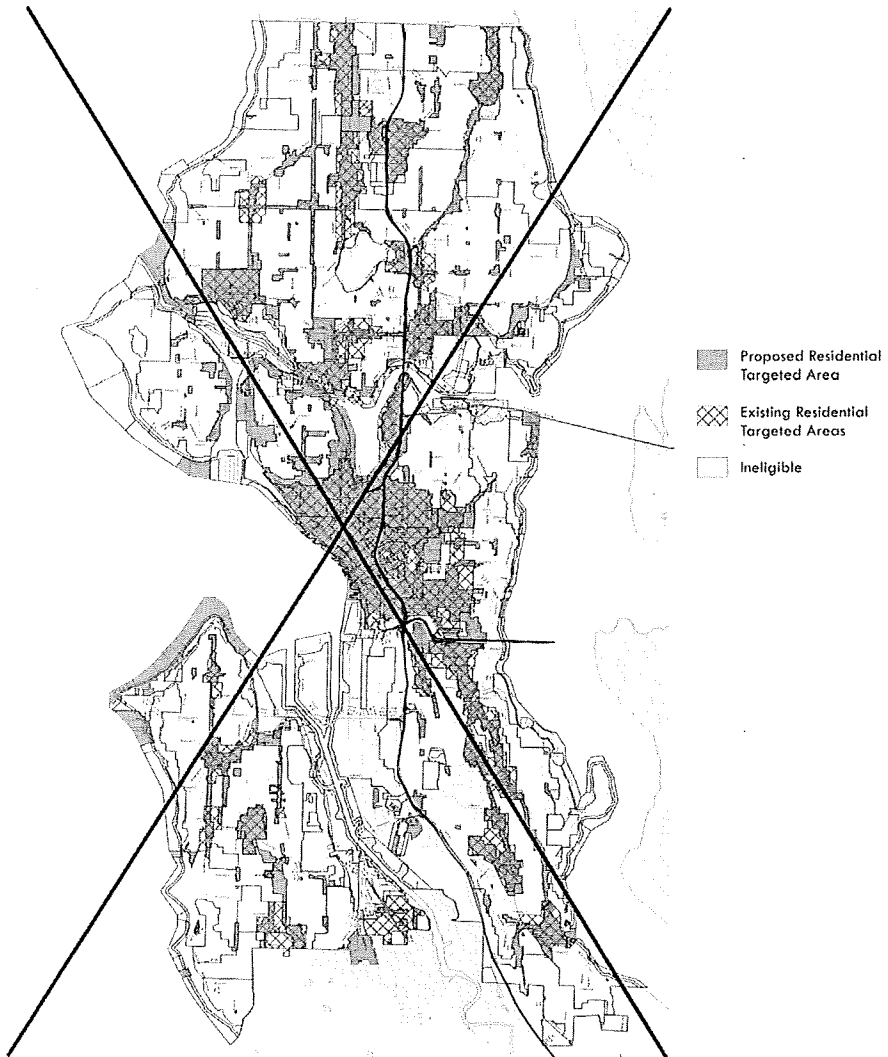 Proposed Residential
Targeted Area
Existing Residential
Targeted Areas
Ineligible